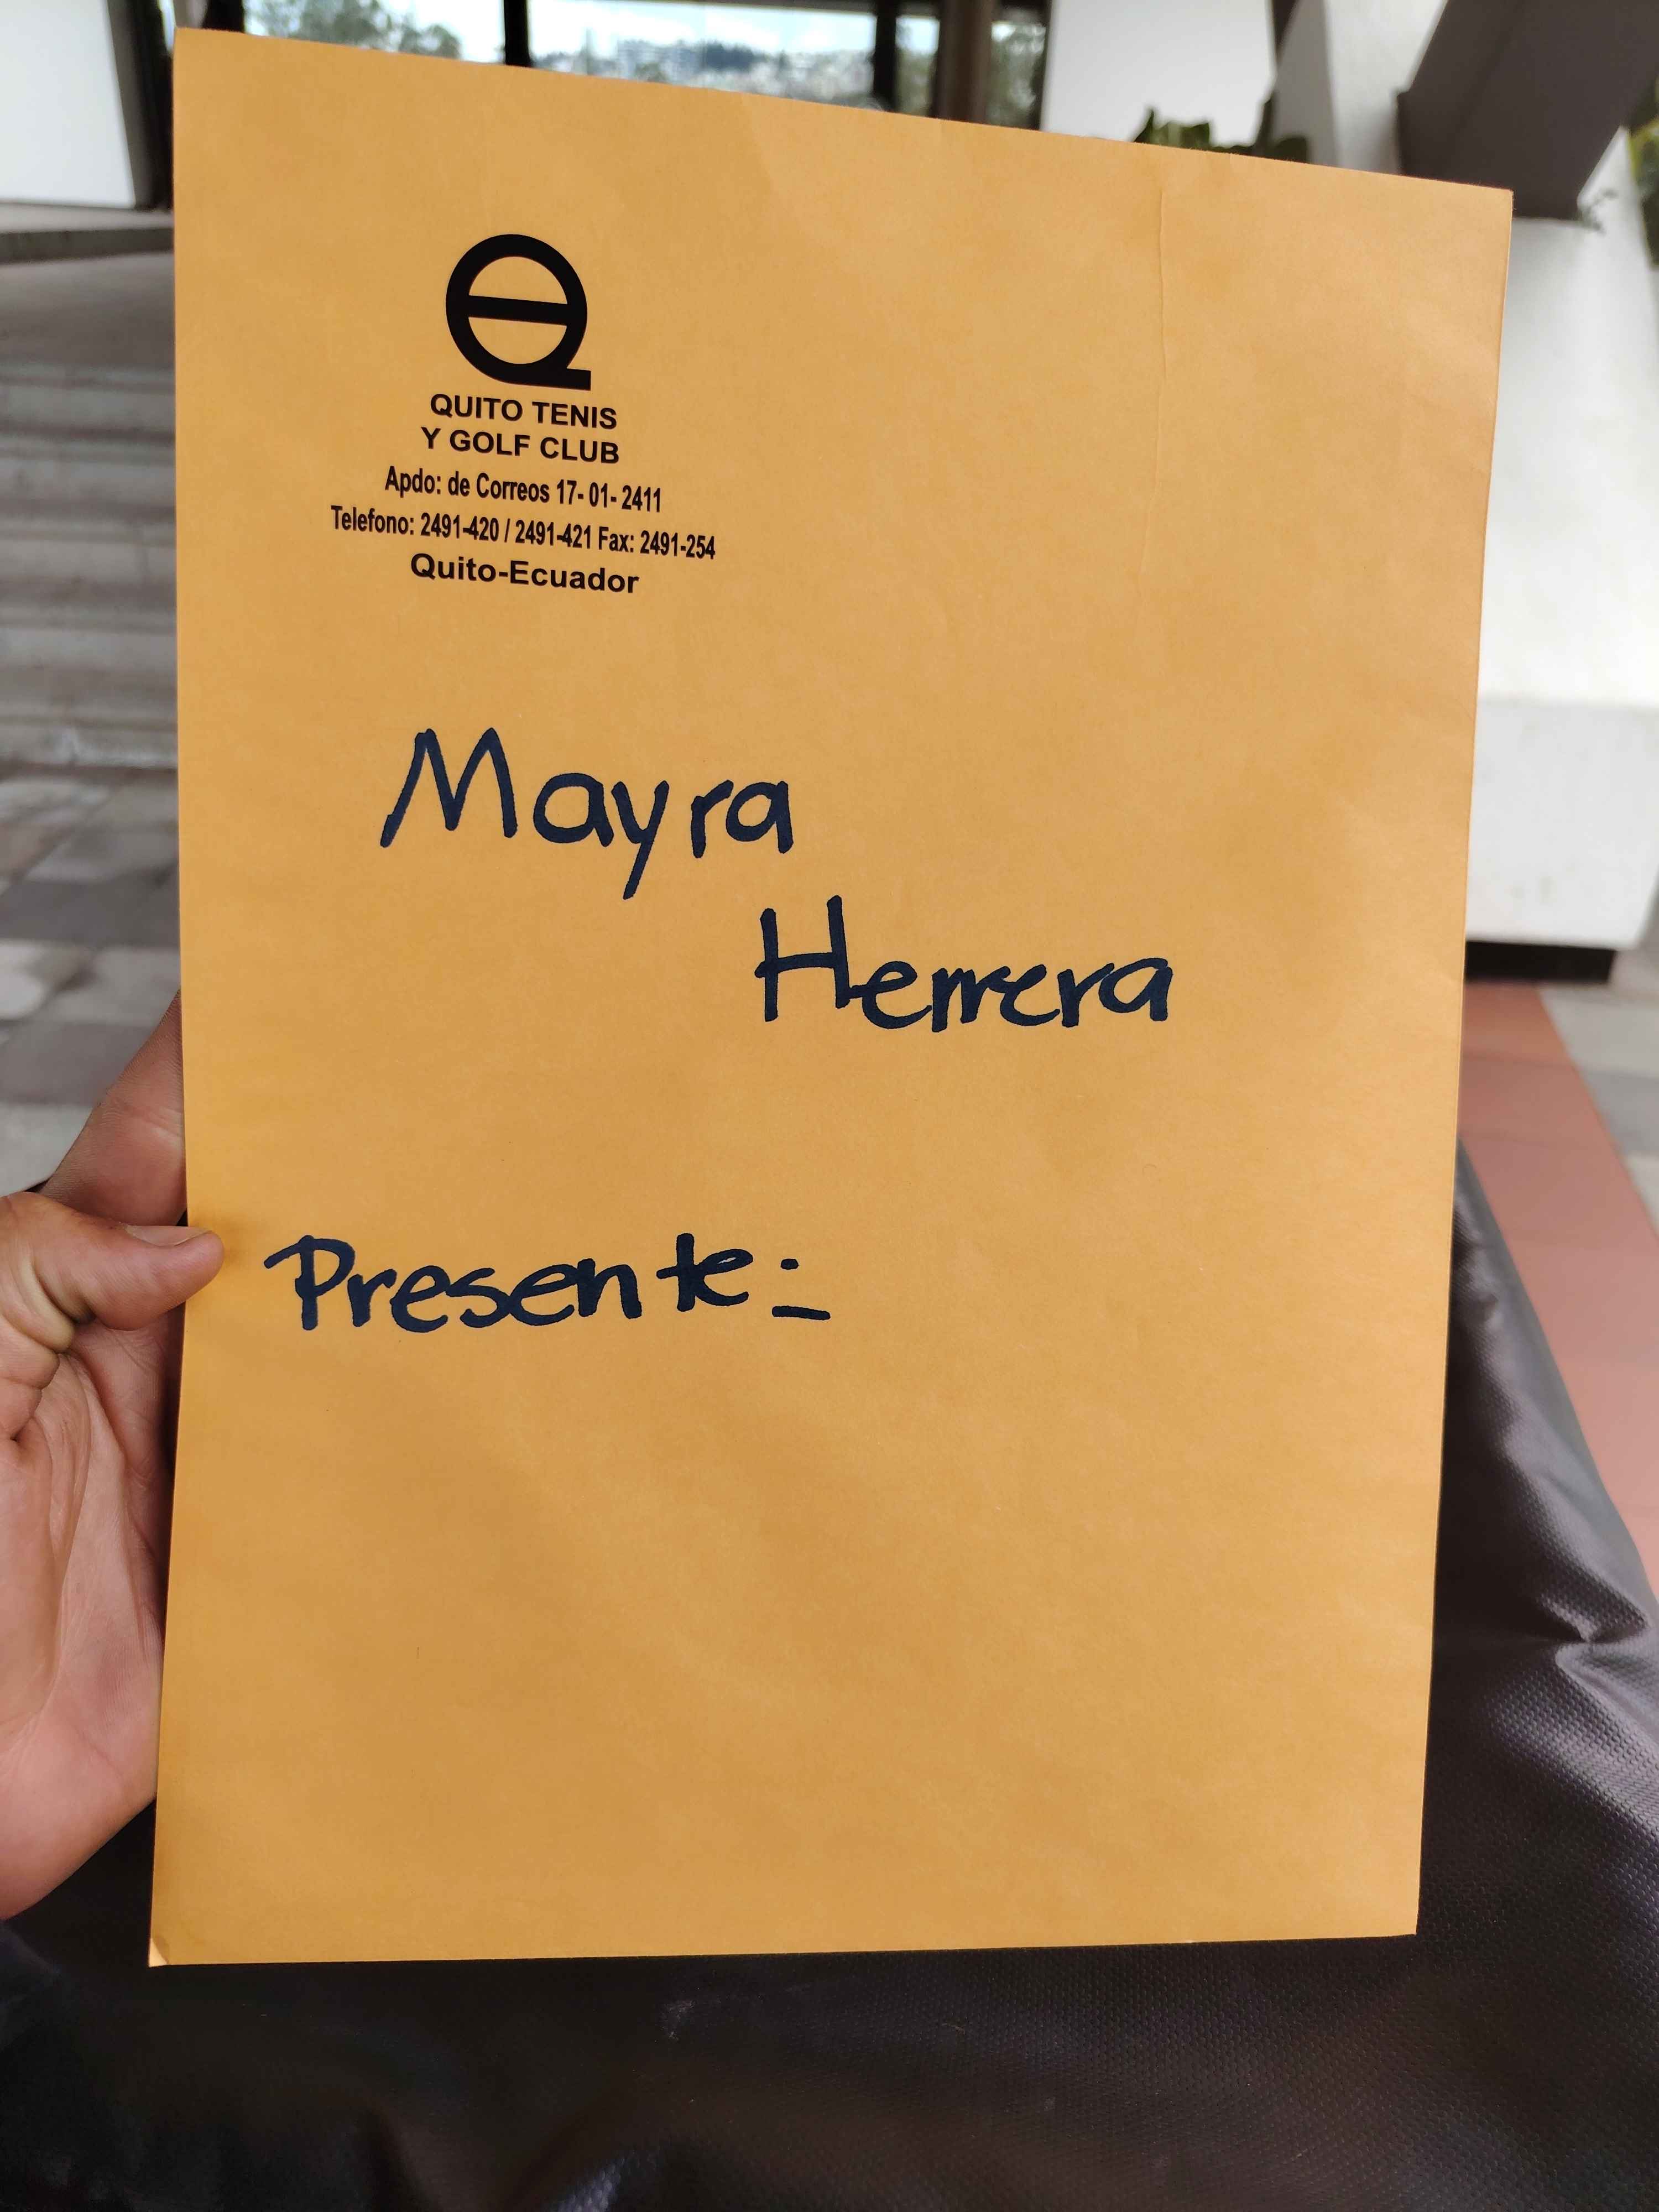 QUITO TENIS
Y GOLF CLUB
Apdo: de Correos 17- 01- 2411
Telefono: 2491-420 / 2491-421 Fax: 2491-254
Quito-Ecuador
Mayra
Herrera
Presente:-